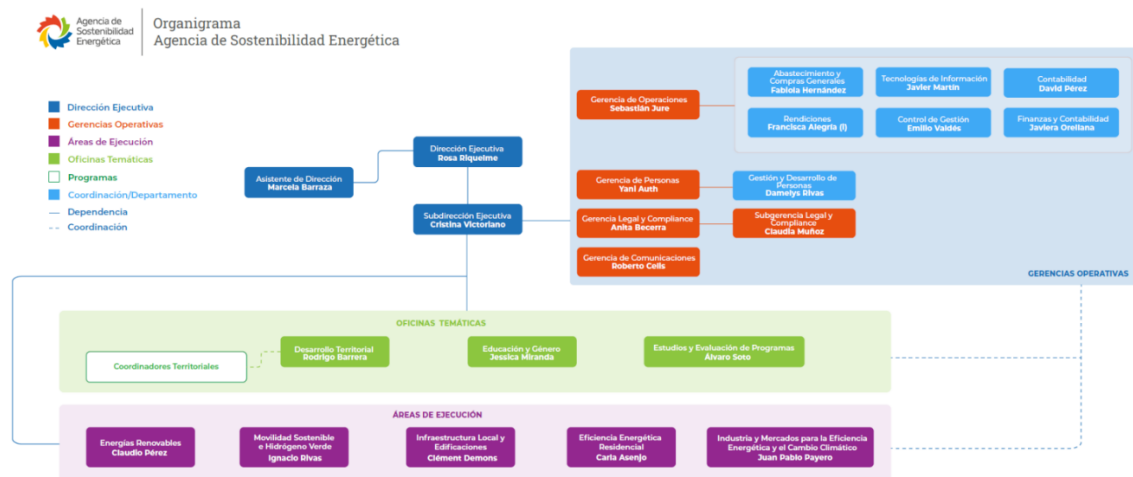 Agencia de
Sostenibilidad
Energética
Organigrama
Agencia de Sostenibilidad Energética
Dirección Ejecutiva
Gerencias Operativas
Áreas de Ejecución
Oficinas Temáticas
Programas
Coordinación/Departamento
Dependencia
Coordinación
Asistente de Dirección
Marcela Barraza
Dirección Ejecutiva
Rosa Riquelme
Subdirección Ejecutiva
Cristina Victoriano
Gerencia de Operaciones
Sebastián Jure
Abastecimiento y
Compras Generales
Fabiola Hernández
Tecnologías de Información
Javier Martín
Contabilidad
David Pérez
Rendiciones
Francisca Alegría (I)
Control de Gestión
Emilio Valdés
Finanzas y Contabilidad
Javiera Orellana
Gerencia de Personas
Yani Auth
Gestión y Desarrollo de
Personas
Damelys Rivas
Gerencia Legal y Compliance
Anita Becerra
Subgerencia Legal y
Compliance
Claudia Muñoz
Gerencia de Comunicaciones
Roberto Celis
GERENCIAS OPERATIVAS
OFICINAS TEMÁTICAS
Coordinadores Territoriales
Desarrollo Territorial
Rodrigo Barrera
Educación y Género
Jessica Miranda
Estudios y Evaluación de Programas
Álvaro Soto
ÁREAS DE EJECUCIÓN
Energías Renovables
Claudio Pérez
Movilidad Sostenible
e Hidrógeno Verde
Ignacio Rivas
Infraestructura Local y
Edificaciones
Clément Demons
Eficiencia Energética
Residencial
Carla Asenjo
Industria y Mercados para la Eficiencia
Energética y el Cambio Climático
Juan Pablo Payero